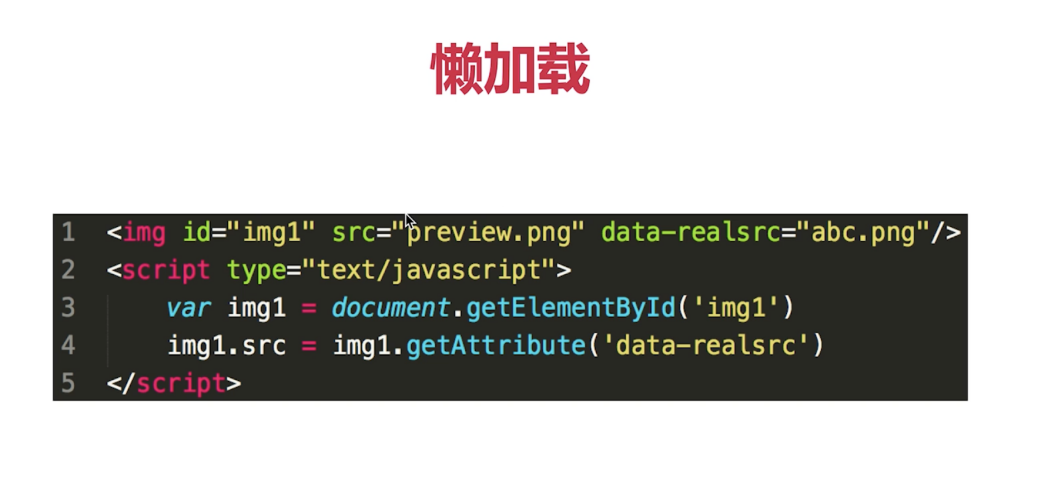 懒加载
1 <img id="img1" src="preview.png" data-realsrc="abc.png"/>
2 <script type="text/javascript">
3     var img1 = document.getElementById('img1')
4     img1.src = img1.getAttribute('data-realsrc')
5 </script>